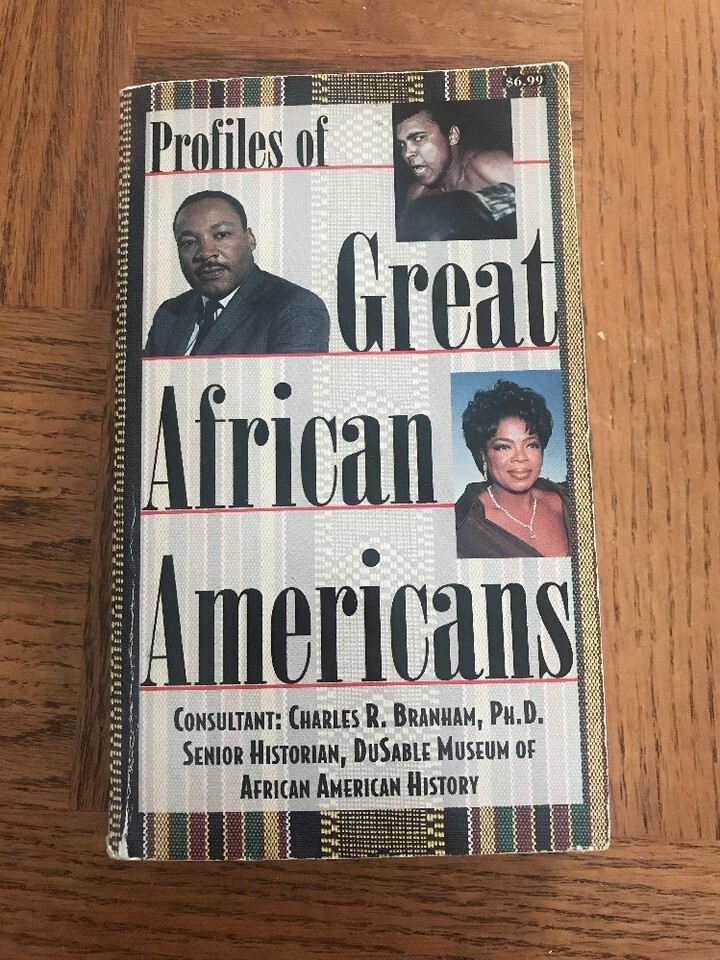 $6.99
Profiles of
Great
African
Americans
Consultant: Charles R. Branham, Ph.D.
Senior Historian, DuSable Museum of
African American History